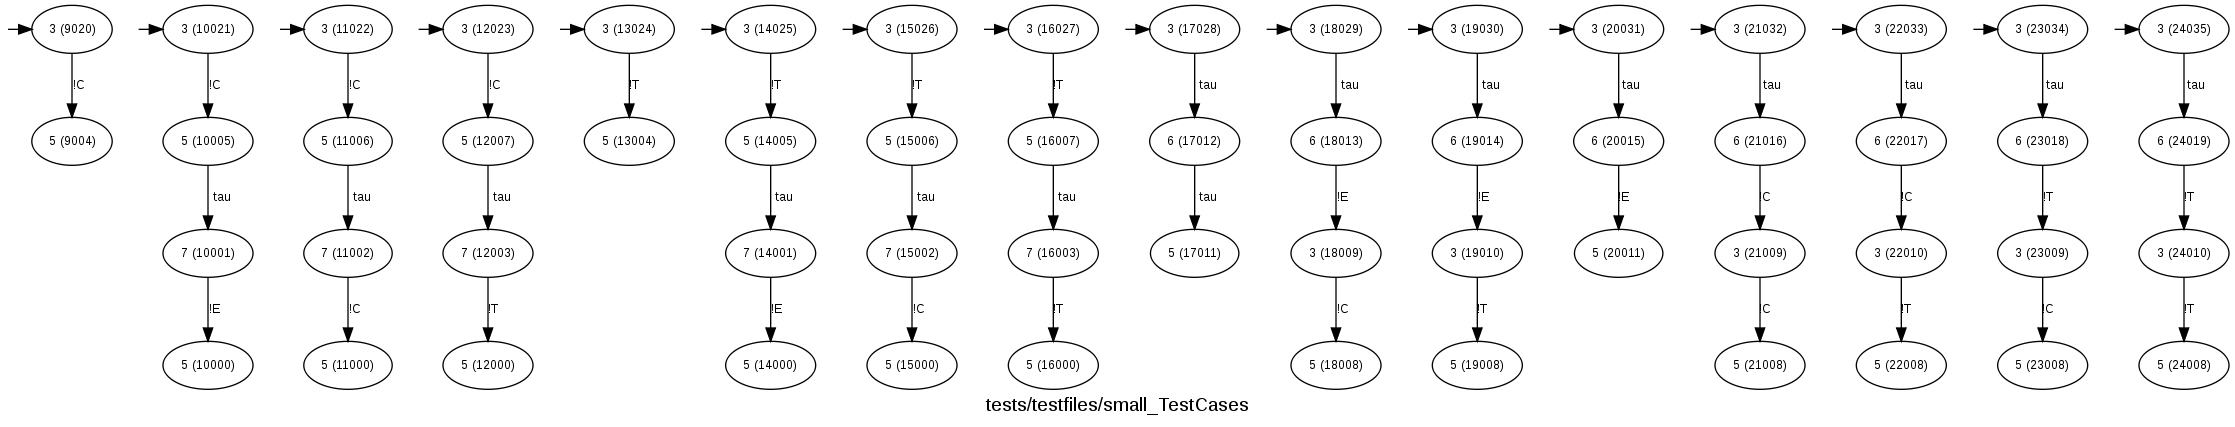 3 (9020) 3 (10021) 3 (11022) 3 (12023) 3 (13024) 3 (14025) 3 (15026) 3 (16027) 3 (17028) 3 (18029) 3 (19030) 3 (20031) 3 (21032) 3 (22033) 3 (23034) 3 (24035)
!C !C !C !C !T !T !T !T tau tau tau tau tau tau tau tau
5 (9004) 5 (10005) 5 (11006) 5 (12007) 5 (13004) 5 (14005) 5 (15006) 5 (16007) 6 (17012) 6 (18013) 6 (19014) 6 (20015) 6 (21016) 6 (22017) 6 (23018) 6 (24019)
tau tau tau tau tau tau tau !E !E !E !C !C !T !T
7 (10001) 7 (11002) 7 (12003) 7 (14001) 7 (15002) 7 (16003) 5 (17011) 3 (18009) 3 (19010) 5 (20011) 3 (21009) 3 (22010) 3 (23009) 3 (24010)
!E !C !T !E !C !T !C !T !C !T !C !T
5 (10000) 5 (11000) 5 (12000) 5 (14000) 5 (15000) 5 (16000) 5 (18008) 5 (19008) 5 (21008) 5 (22008) 5 (23008) 5 (24008)
tests/testfiles/small_TestCases